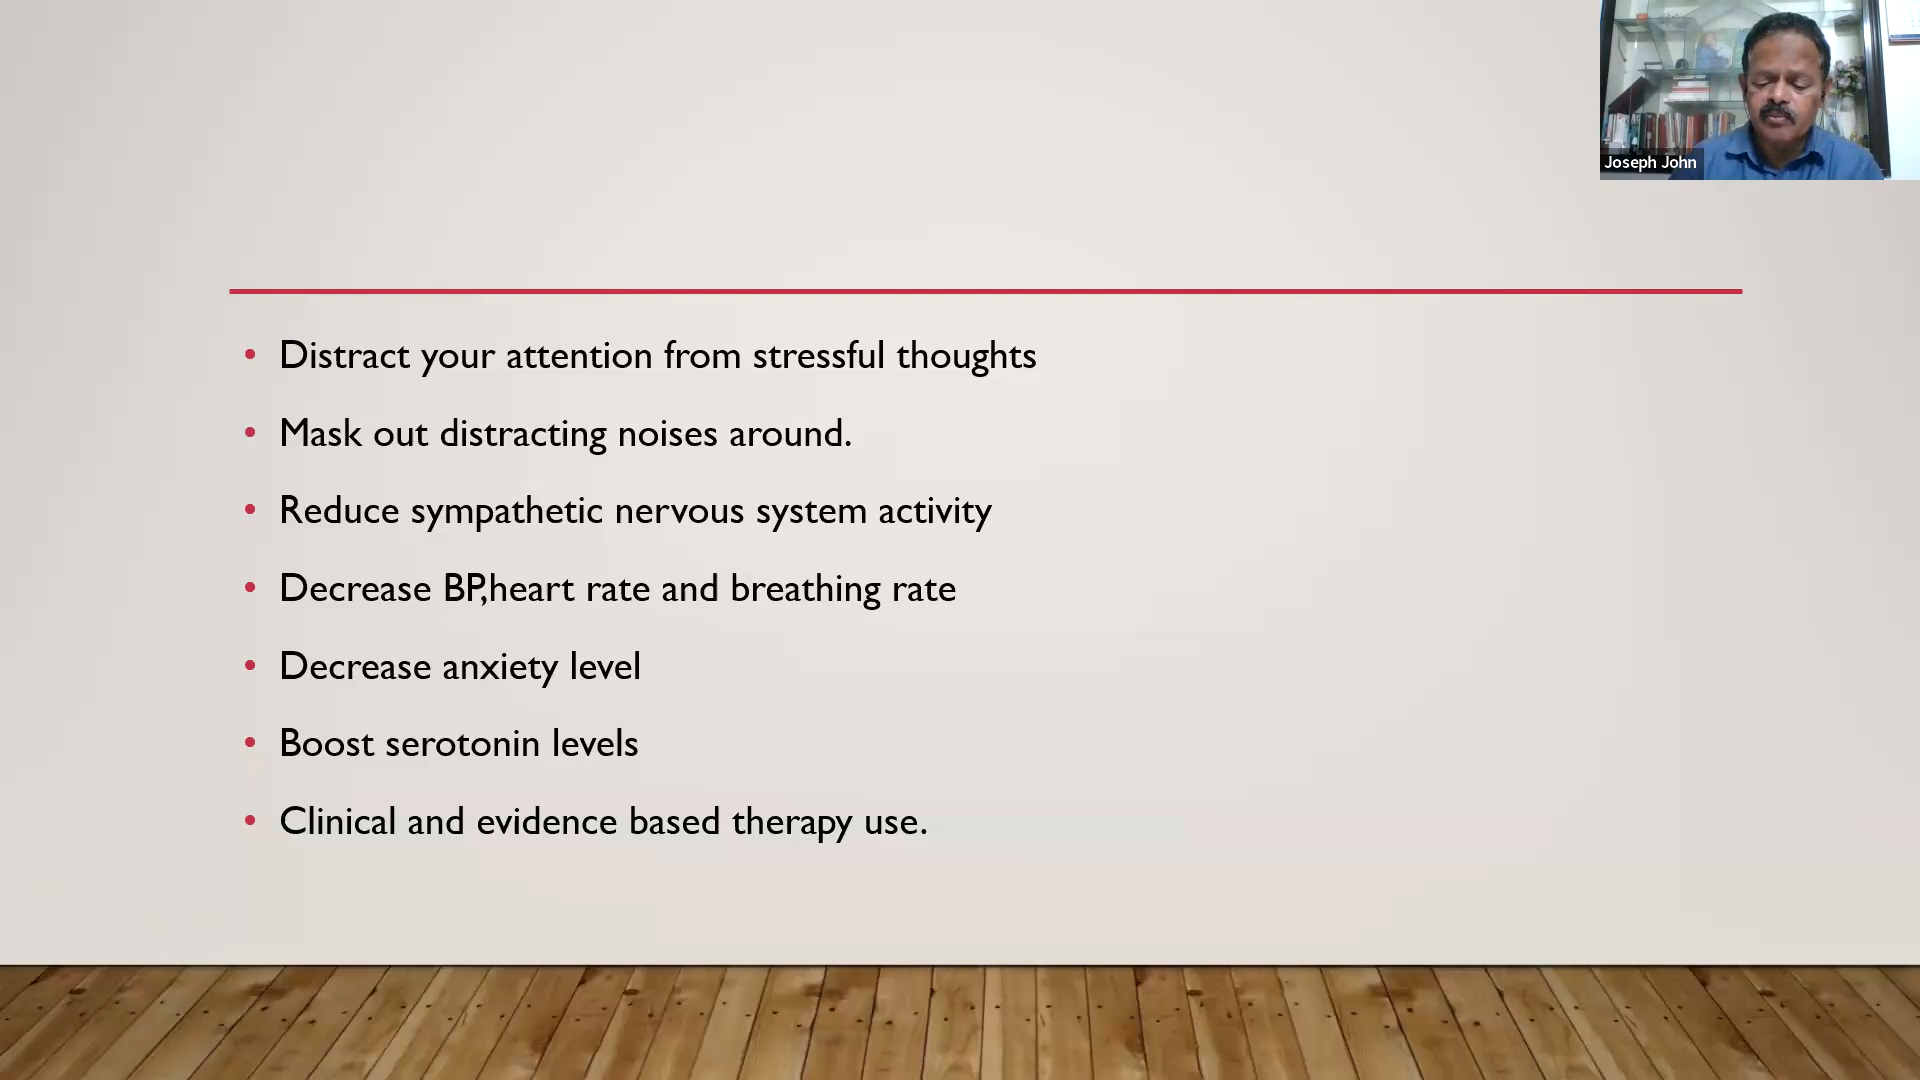 Joseph John
• Distract your attention from stressful thoughts
• Mask out distracting noises around.
• Reduce sympathetic nervous system activity
• Decrease BP,heart rate and breathing rate
• Decrease anxiety level
• Boost serotonin levels
• Clinical and evidence based therapy use.